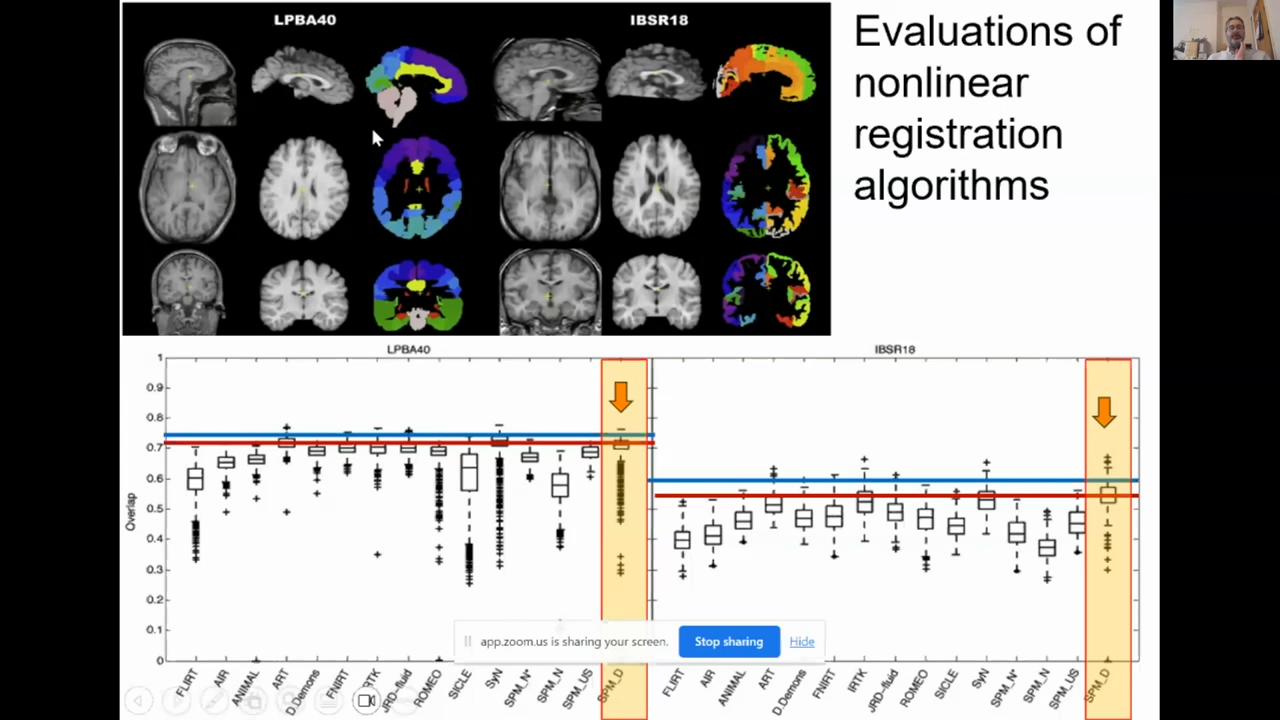 LPBA40
IBSR18
Evaluations of
nonlinear
registration
algorithms
LPBA40
IBSR18
1
0.9
0.8
0.7
0.6
0.5
0.4
0.3
0.2
0.1
0
Overlap
app.zoom.us is sharing your screen.
Stop sharing
Hide
FLIRT
AIR
ANIMAL
ART
D.Demons
FNIRT
IRTK
JRD-fluid
ROMEO
SICLE
SyN
SPM_N*
SPM_N
SPM_US
SPM_D
FLIRT
AIR
ANIMAL
ART
D.Demons
FNIRT
IRTK
JRD-fluid
ROMEO
SICLE
SyN
SPM_N*
SPM_N
SPM_US
SPM_D